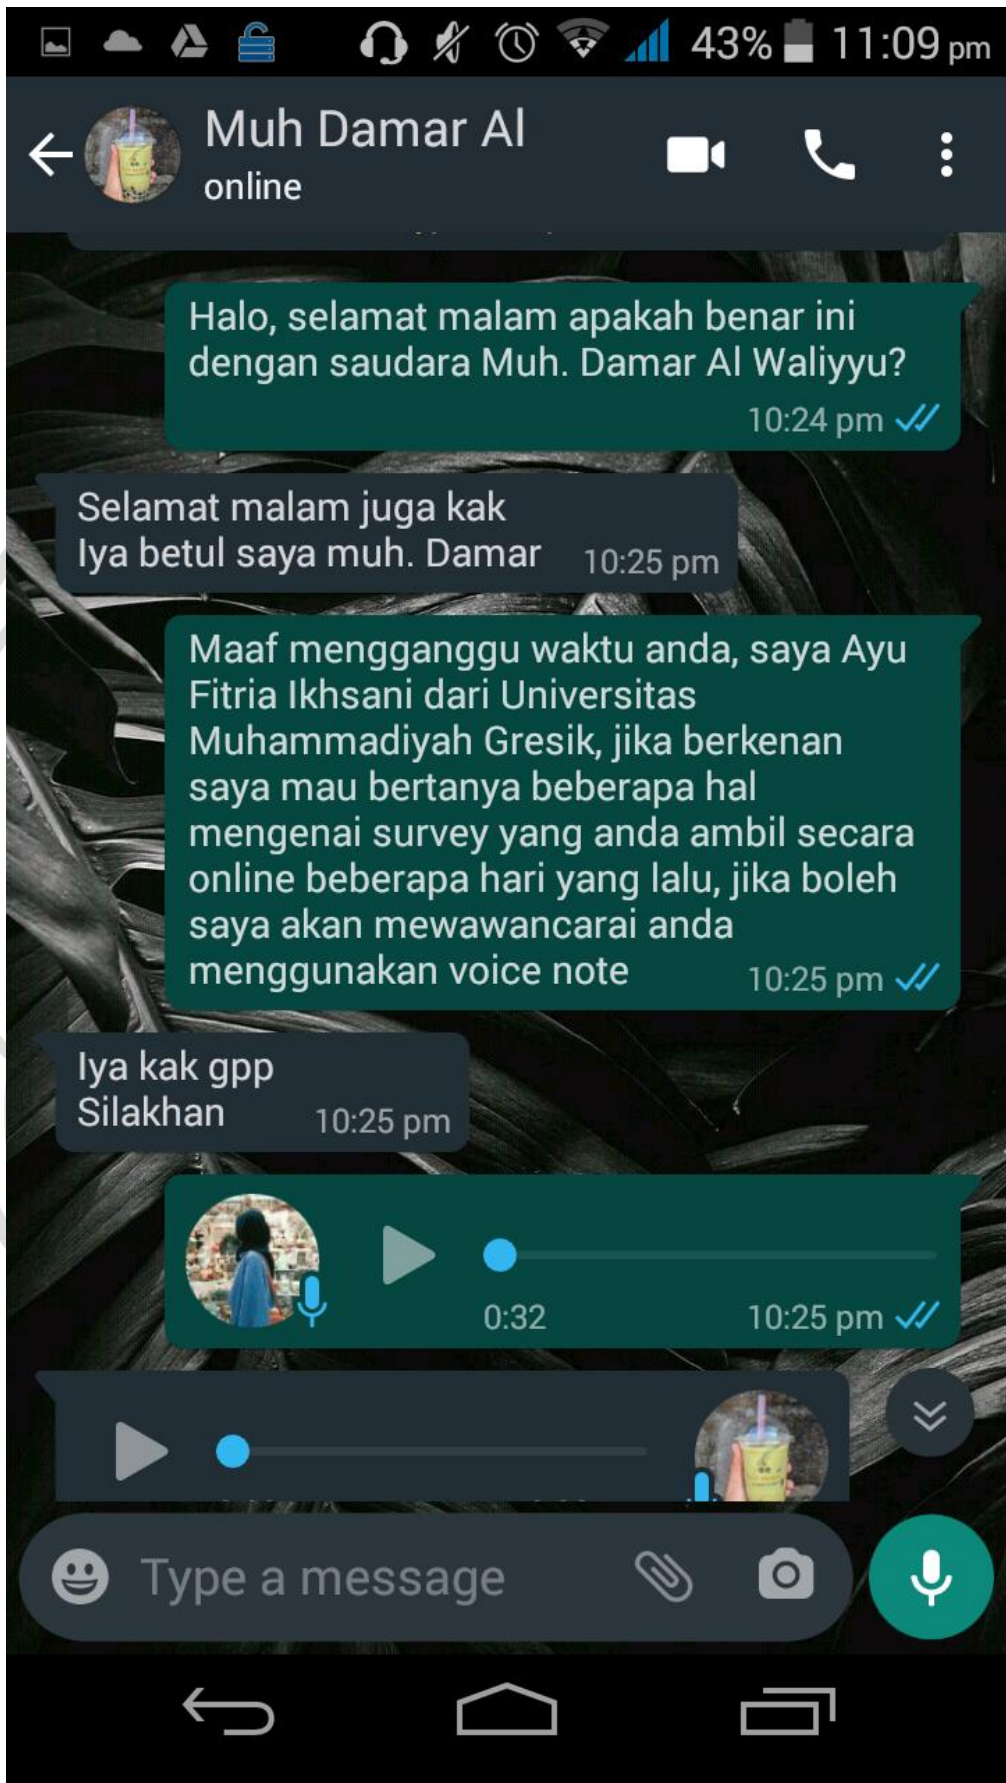 43% 11:09 pm
Muh Damar Al
online
Halo, selamat malam apakah benar ini
dengan saudara Muh. Damar Al Waliyyu?
10:24 pm
Selamat malam juga kak
Iya betul saya muh. Damar 10:25 pm
Maaf mengganggu waktu anda, saya Ayu
Fitria Ikhsani dari Universitas
Muhammadiyah Gresik, jika berkenan
saya mau bertanya beberapa hal
mengenai survey yang anda ambil secara
online beberapa hari yang lalu, jika boleh
saya akan mewawancarai anda
menggunakan voice note 10:25 pm
Iya kak gpp
Silakhan 10:25 pm
0:32 10:25 pm
Type a message